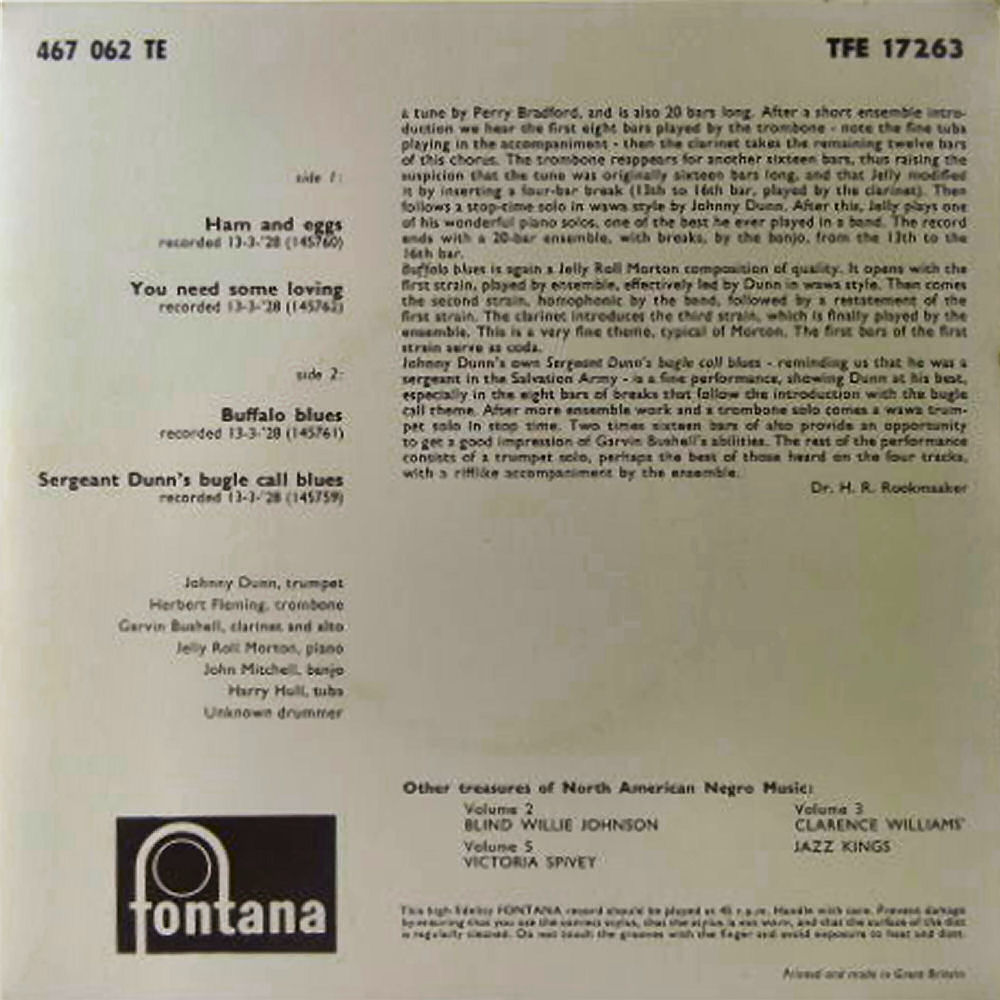 467 062 TE
TFE 17263
side 1:
Ham and eggs
recorded 13-3-'28 (145760)
You need some loving
recorded 13-3-'28 (145762)
side 2:
Buffalo blues
recorded 13-3-'28 (145761)
Sergeant Dunn's bugle call blues
recorded 13-3-'28 (145759)
Johnny Dunn, trumpet
Herbert Fleming, trombone
Garvin Bushell, clarinet and alto
Jelly Roll Morton, piano
John Mitchell, banjo
Harry Hull, tuba
Unknown drummer
fontana
a tune by Perry Bradford, and is also 20 bars long. After a short ensemble intro-
duction we hear the first eight bars played by the trombone - note the fine tuba
playing in the accompaniment - then the clarinet takes the remaining twelve bars
of this chorus. The trombone reappears for another sixteen bars, thus raising the
suspicion that the tune was originally sixteen bars long, and that Jelly modified
it by inserting a four-bar break (13th to 16th bar, played by the clarinet). Then
follows a stop-time solo in wawa style by Johnny Dunn. After this, Jelly plays one
of his wonderful piano solos, one of the best he ever played in a band. The record
ends with a 20-bar ensemble, with breaks, by the banjo, from the 13th to the
16th bar.
Buffalo blues is again a Jelly Roll Morton composition of quality. It opens with the
first strain, played by ensemble, effectively led by Dunn in wawa style. Then comes
the second strain, homophonic by the band, followed by a restatement of the
first strain. The clarinet introduces the third strain, which is finally played by the
ensemble. This is a very fine theme, typical of Morton. The first bars of the first
strain serve as coda.
Johnny Dunn's own Sergeant Dunn's bugle call blues - reminding us that he was a
sergeant in the Salvation Army - is a fine performance, showing Dunn at his best,
especially in the eight bars of breaks that follow the introduction with the bugle
call theme. After more ensemble work and a trombone solo comes a wawa trum-
pet solo in stop time. Two times sixteen bars of alto provide an opportunity
to get a good impression of Garvin Bushell's abilities. The rest of the performance
consists of a trumpet solo, perhaps the best of those heard on the four tracks,
with a rifflike accompaniment by the ensemble.
Dr. H. R. Rookmaaker
Other treasures of North American Negro Music:
Volume 2
BLIND WILLIE JOHNSON
Volume 5
VICTORIA SPIVEY
Volume 3
CLARENCE WILLIAMS'
JAZZ KINGS
This high fidelity FONTANA record should be played at 45 r.p.m. Handle with care. Prevent damage
by ensuring that you use the correct stylus, that the stylus is not worn, and that the surface of the disc
is regularly cleaned. Do not touch the grooves with the finger and avoid exposure to heat and dust.
Printed and made in Great Britain